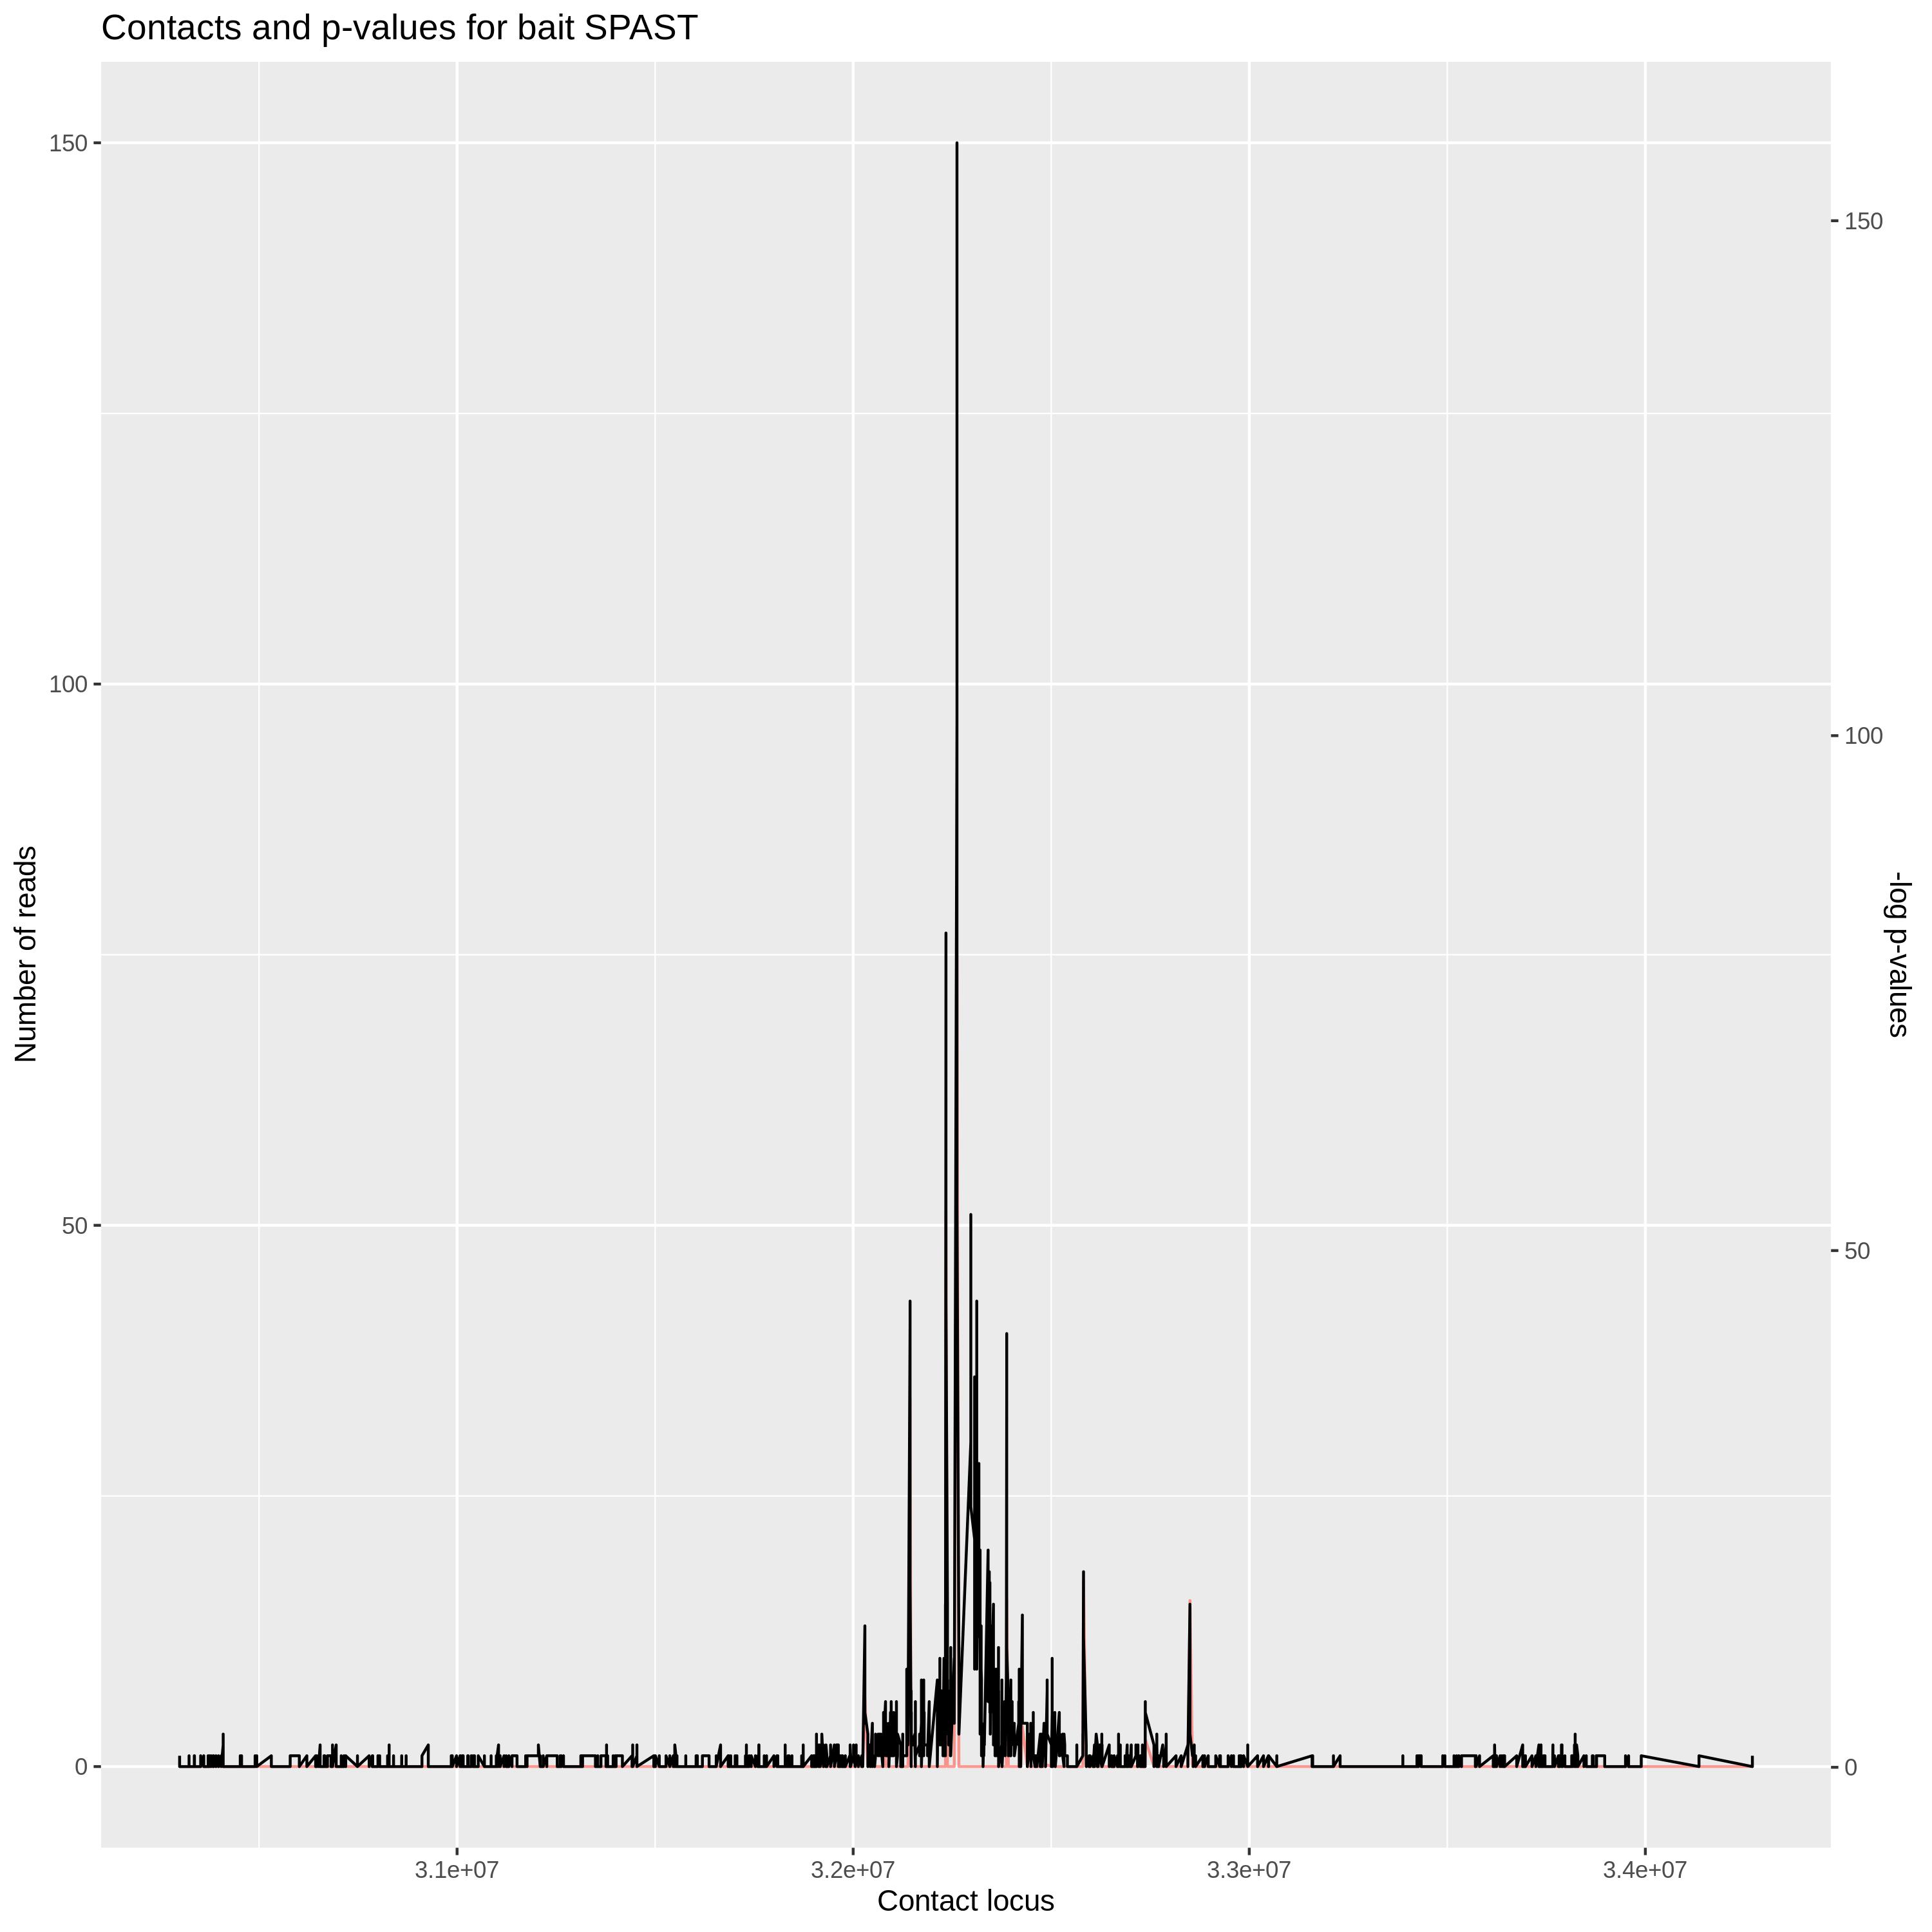 Contacts and p-values for bait SPAST
150
100
50
0
Number of reads
150
100
50
0
-log p-values
3.1e+07
3.2e+07
3.3e+07
3.4e+07
Contact locus